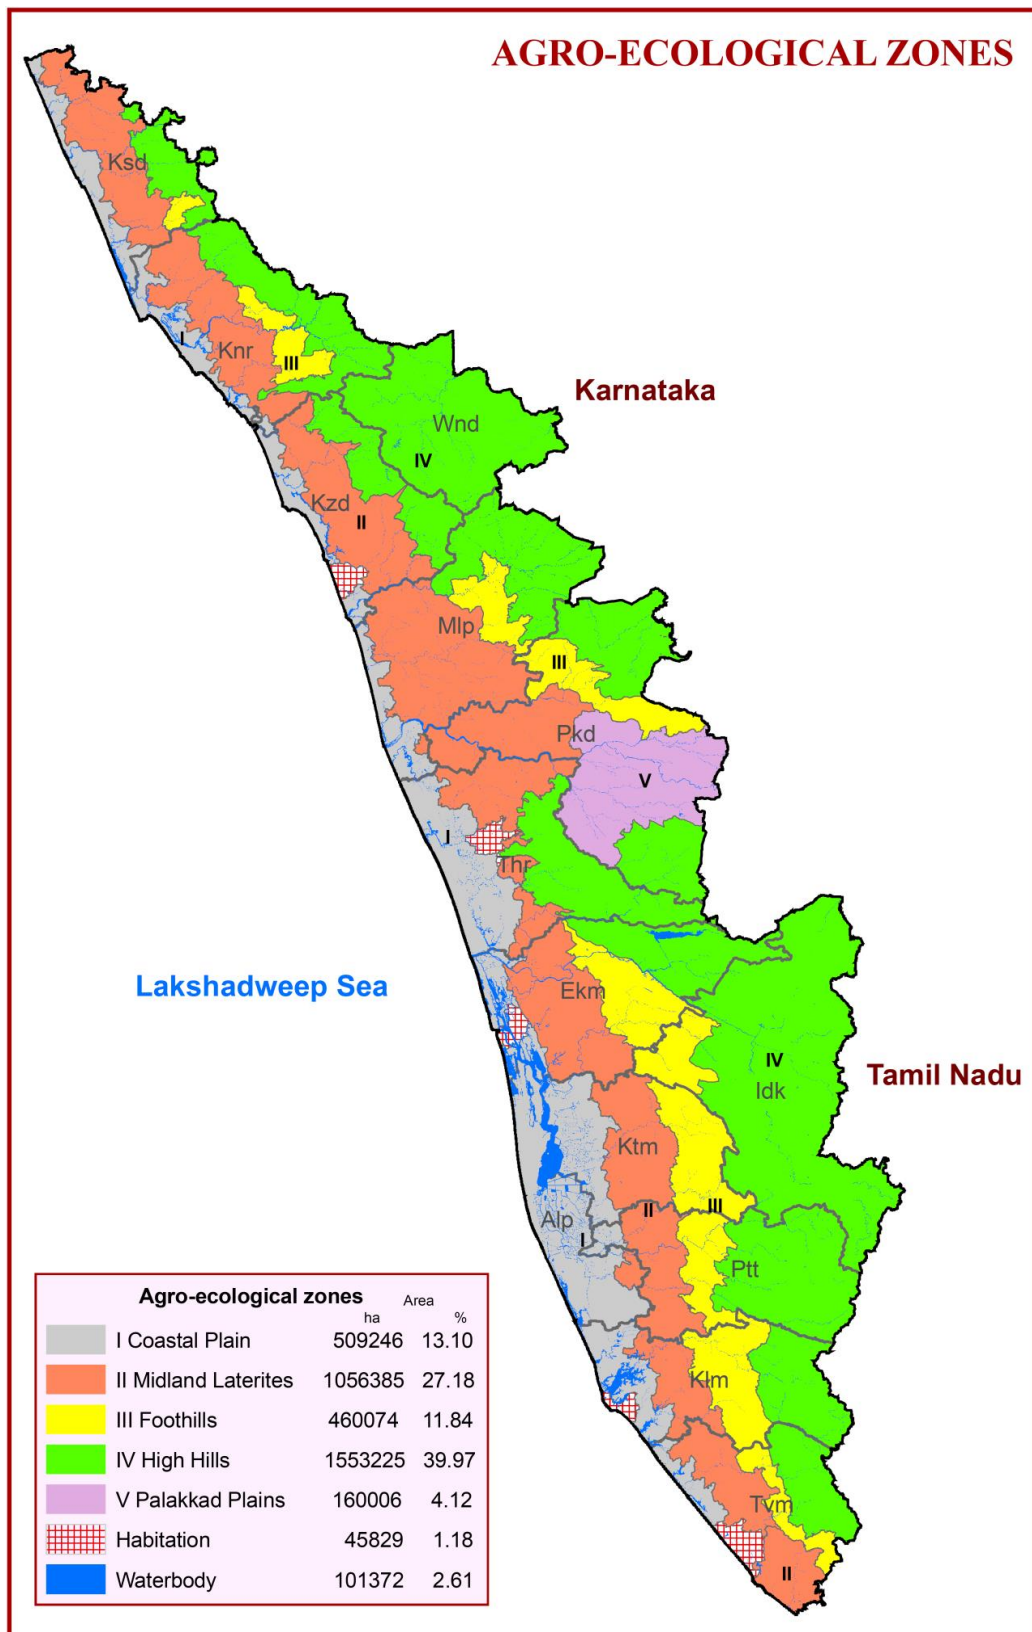 AGRO-ECOLOGICAL ZONES
Ksd
I
Knr
III
Karnataka
Wnd
IV
Kzd
II
Mlp
III
Pkd
V
I
Thr
Lakshadweep Sea
Ekm
IV
Tamil Nadu
Idk
Ktm
II
III
Alp
I
Ptt
Klm
Tvm
II
Agro-ecological zones Area
ha %
I Coastal Plain 509246 13.10
II Midland Laterites 1056385 27.18
III Foothills 460074 11.84
IV High Hills 1553225 39.97
V Palakkad Plains 160006 4.12
Habitation 45829 1.18
Waterbody 101372 2.61